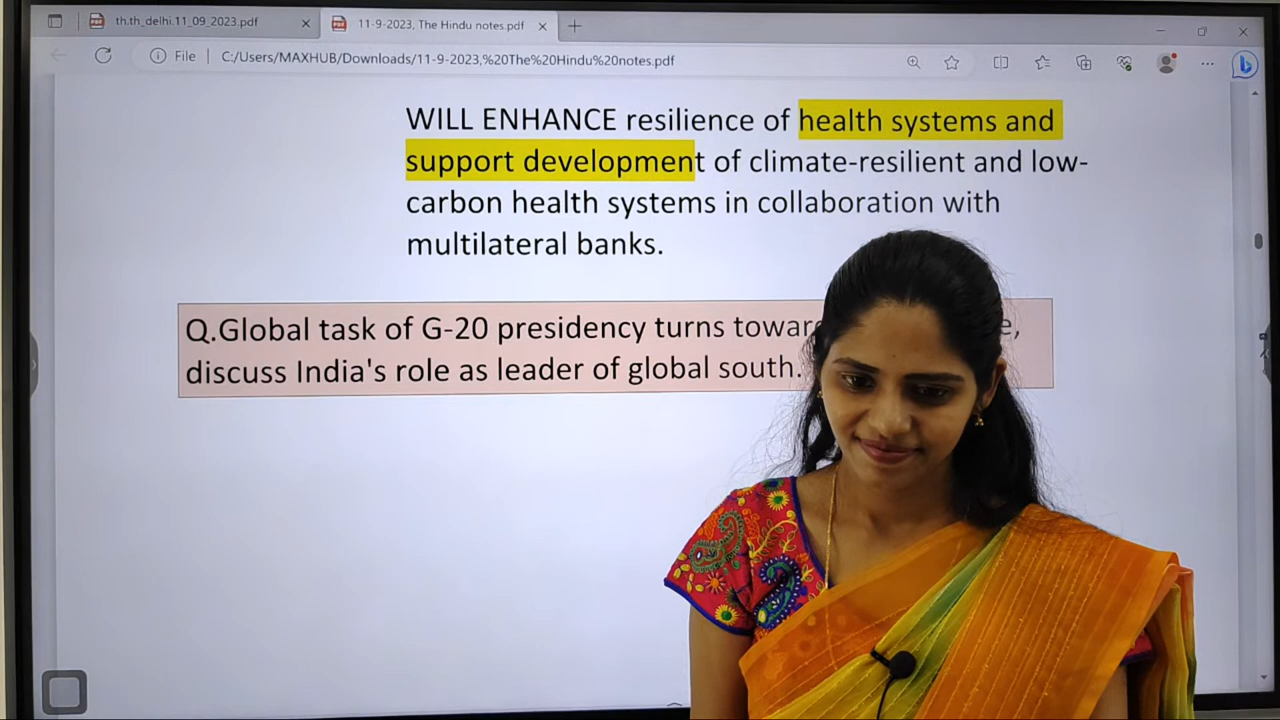 th.th_delhi.11_09_2023.pdf
11-9-2023, The Hindu notes.pdf
File
C:/Users/MAXHUB/Downloads/11-9-2023,%20The%20Hindu%20notes.pdf
WILL ENHANCE resilience of health systems and
support development of climate-resilient and low-
carbon health systems in collaboration with
multilateral banks.
Q.Global task of G-20 presidency turns
discuss India's role as leader of global south.